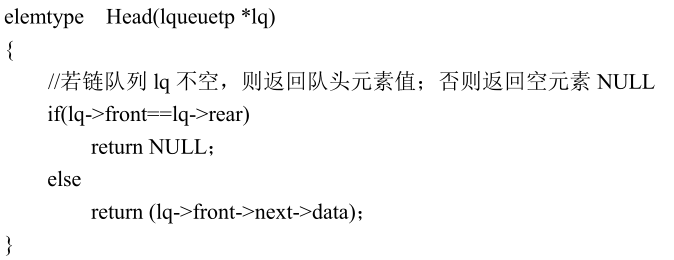 elemtype    Head(lqueuetp *lq)
{
//若链队列 lq 不空，则返回队头元素值；否则返回空元素 NULL
if(lq->front==lq->rear)
return NULL；
else
return (lq->front->next->data)；
}